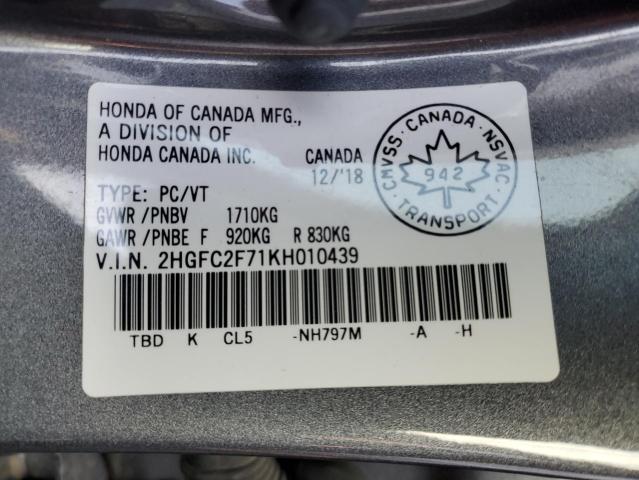 HONDA OF CANADA MFG.,
A DIVISION OF
HONDA CANADA INC.
CANADA
12/'18
CMVSS · CANADA · NSVAC
942
TRANSPORT
TYPE: PC/VT
GVWR /PNBV 1710KG
GAWR /PNBE F 920KG R 830KG
V.I.N. 2HGFC2F71KH010439
TBD K CL5 -NH797M -A -H